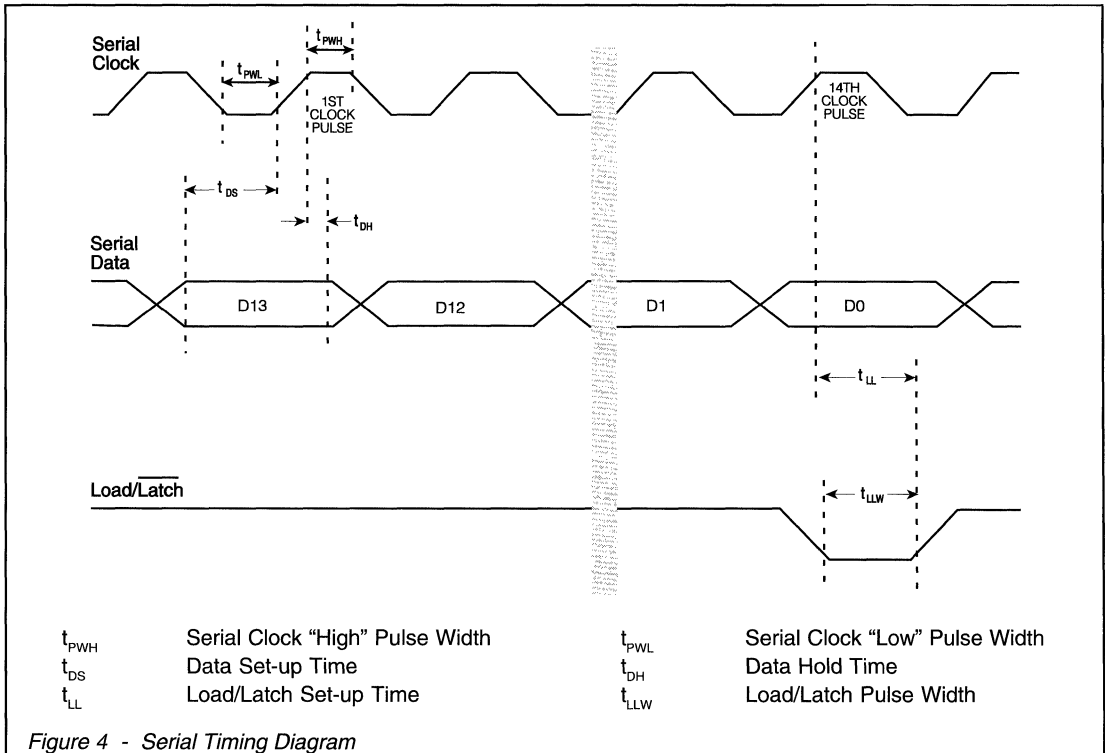 Serial
Clock
tPWH
tPWL
1ST
CLOCK
PULSE
14TH
CLOCK
PULSE
tDS
tDH
Serial
Data
D13
D12
D1
D0
tLL
Load/Latch
tLLW
tPWH Serial Clock “High” Pulse Width
tPWL Serial Clock “Low” Pulse Width
tDS Data Set-up Time
tDH Data Hold Time
tLL Load/Latch Set-up Time
tLLW Load/Latch Pulse Width
Figure 4 - Serial Timing Diagram